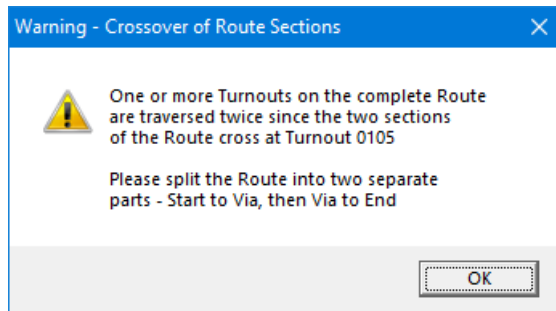 Warning - Crossover of Route Sections
One or more Turnouts on the complete Route
are traversed twice since the two sections
of the Route cross at Turnout 0105
Please split the Route into two separate
parts - Start to Via, then Via to End
OK